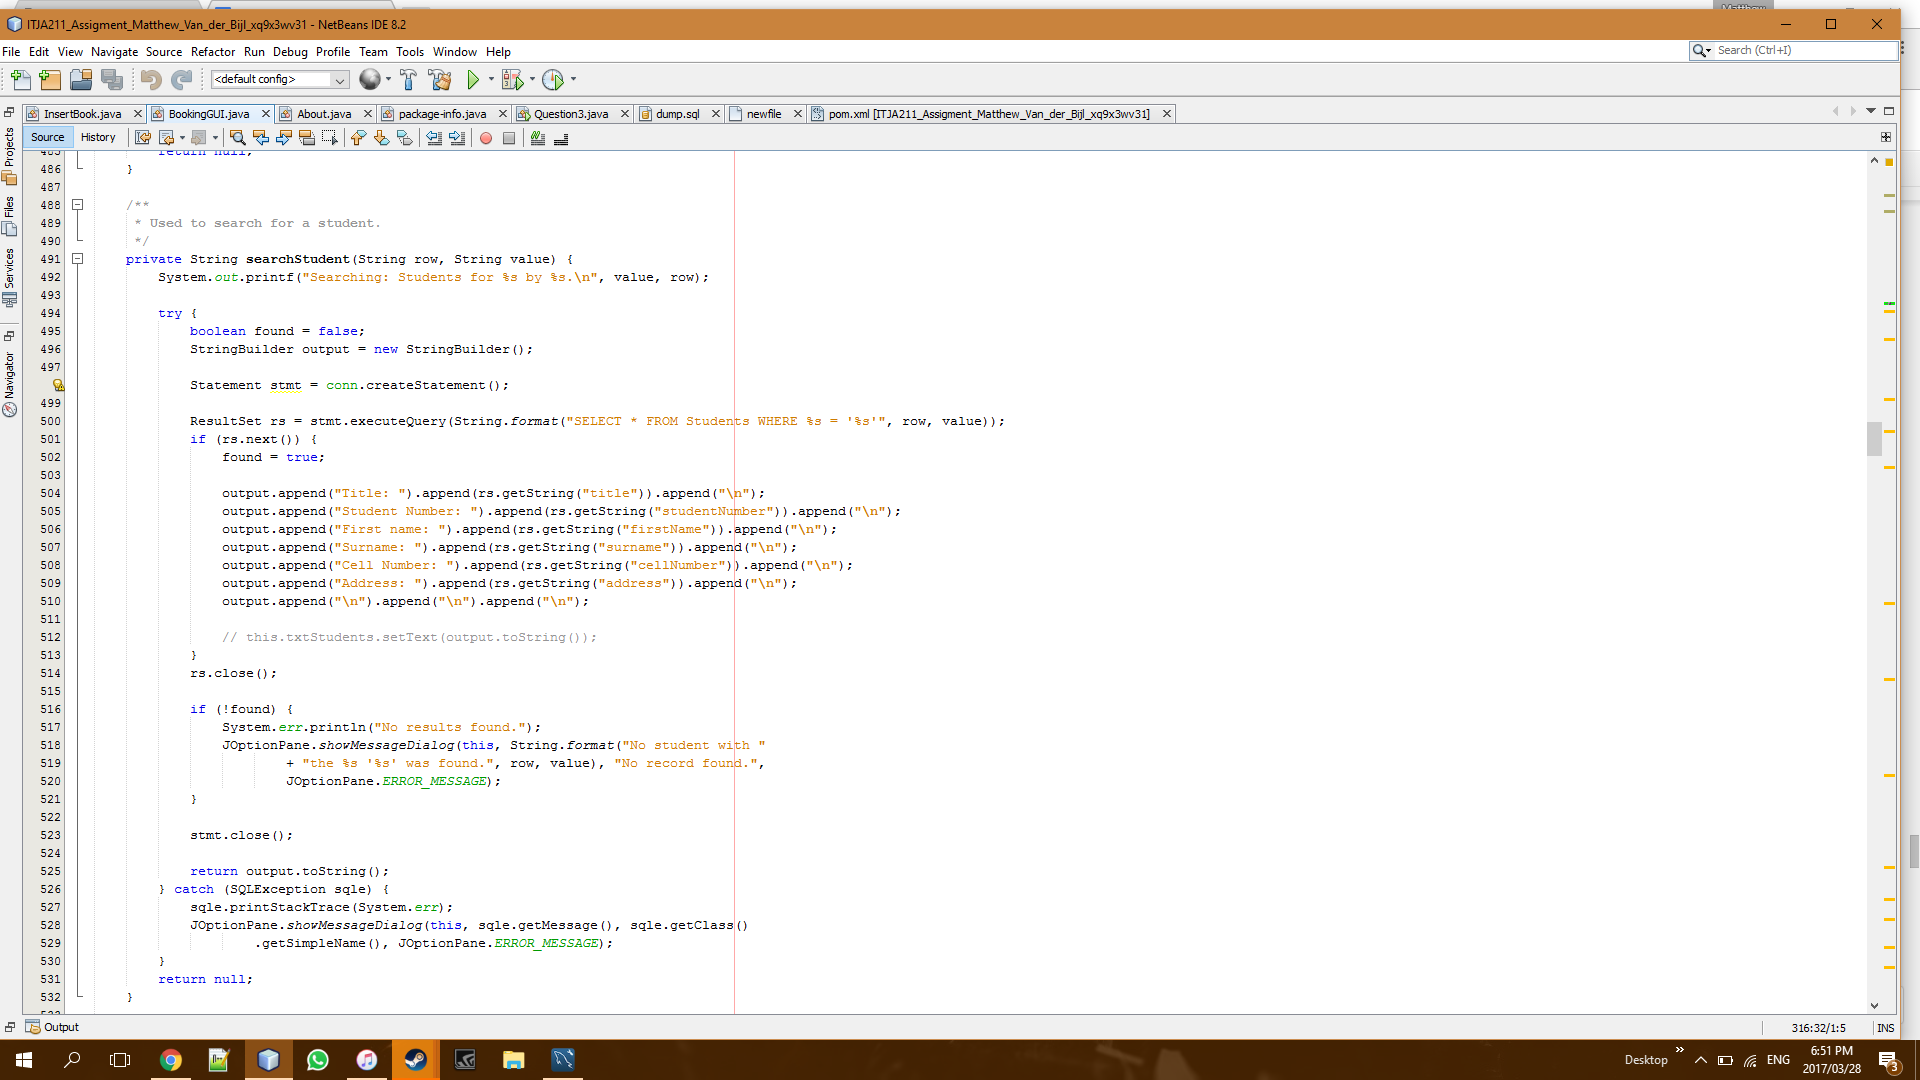 Matthew
ITJA211_Assigment_Matthew_Van_der_Bijl_xq9x3wv31 - NetBeans IDE 8.2
File Edit View Navigate Source Refactor Run Debug Profile Team Tools Window Help
Search (Ctrl+I)
<default config>
InsertBook.java BookingGUI.java About.java package-info.java Question3.java dump.sql newfile pom.xml [ITJA211_Assigment_Matthew_Van_der_Bijl_xq9x3wv31]
Source History
Projects
Files
Services
Navigator
485 return null;
486 }
487
488 /**
489 * Used to search for a student.
490 */
491 private String searchStudent(String row, String value) {
492 System.out.printf("Searching: Students for %s by %s.\n", value, row);
493
494 try {
495 boolean found = false;
496 StringBuilder output = new StringBuilder();
497
Statement stmt = conn.createStatement();
499
500 ResultSet rs = stmt.executeQuery(String.format("SELECT * FROM Students WHERE %s = '%s'", row, value));
501 if (rs.next()) {
502 found = true;
503
504 output.append("Title: ").append(rs.getString("title")).append("\n");
505 output.append("Student Number: ").append(rs.getString("studentNumber")).append("\n");
506 output.append("First name: ").append(rs.getString("firstName")).append("\n");
507 output.append("Surname: ").append(rs.getString("surname")).append("\n");
508 output.append("Cell Number: ").append(rs.getString("cellNumber")).append("\n");
509 output.append("Address: ").append(rs.getString("address")).append("\n");
510 output.append("\n").append("\n").append("\n");
511
512 // this.txtStudents.setText(output.toString());
513 }
514 rs.close();
515
516 if (!found) {
517 System.err.println("No results found.");
518 JOptionPane.showMessageDialog(this, String.format("No student with "
519 + "the %s '%s' was found.", row, value), "No record found.",
520 JOptionPane.ERROR_MESSAGE);
521 }
522
523 stmt.close();
524
525 return output.toString();
526 } catch (SQLException sqle) {
527 sqle.printStackTrace(System.err);
528 JOptionPane.showMessageDialog(this, sqle.getMessage(), sqle.getClass()
529 .getSimpleName(), JOptionPane.ERROR_MESSAGE);
530 }
531 return null;
532 }
Output
316:32/1:5 INS
Desktop
ENG
6:51 PM
2017/03/28
3